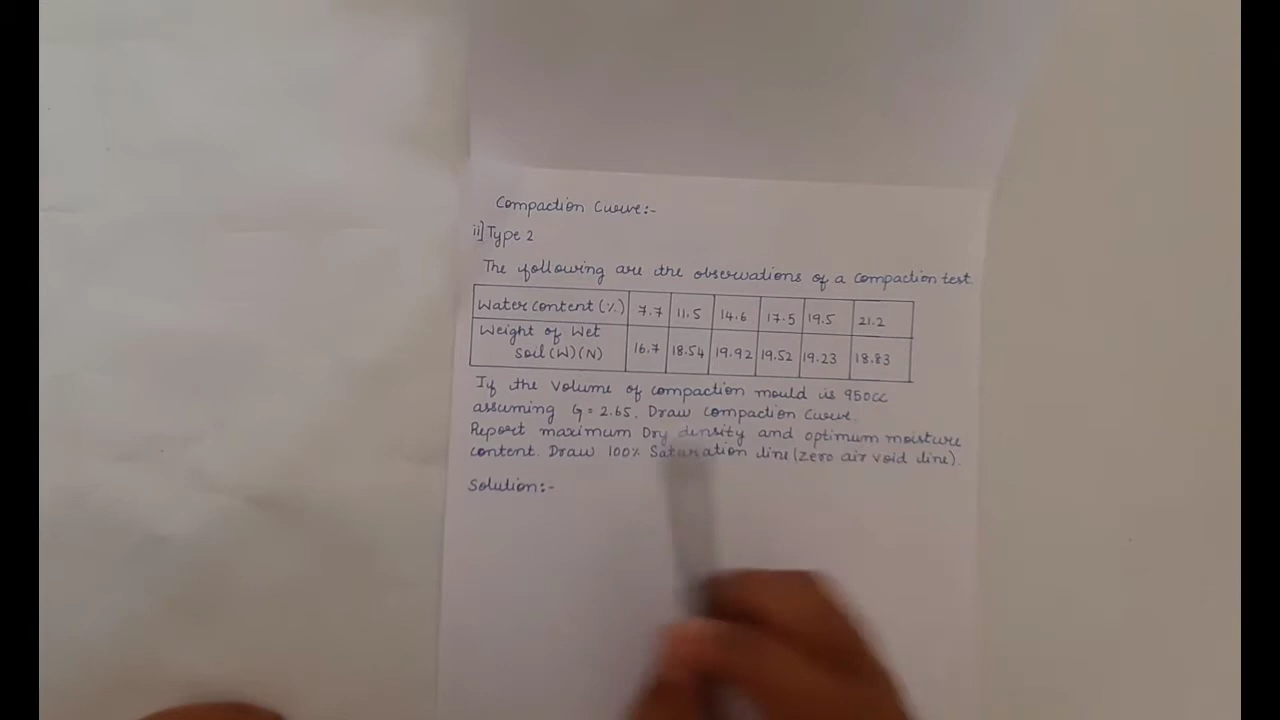 Compaction Curve:-
ii] Type 2
The following are the observations of a compaction test.
Water content (%) 7.7 11.5 14.6 17.5 19.5 21.2
Weight of Wet
Soil (W) (N) 16.7 18.54 19.92 19.52 19.23 18.83
If the Volume of compaction mould is 950cc
assuming G = 2.65. Draw compaction Curve.
Report maximum Dry density and optimum moisture
content. Draw 100% Saturation line (zero air void line).
Solution:-